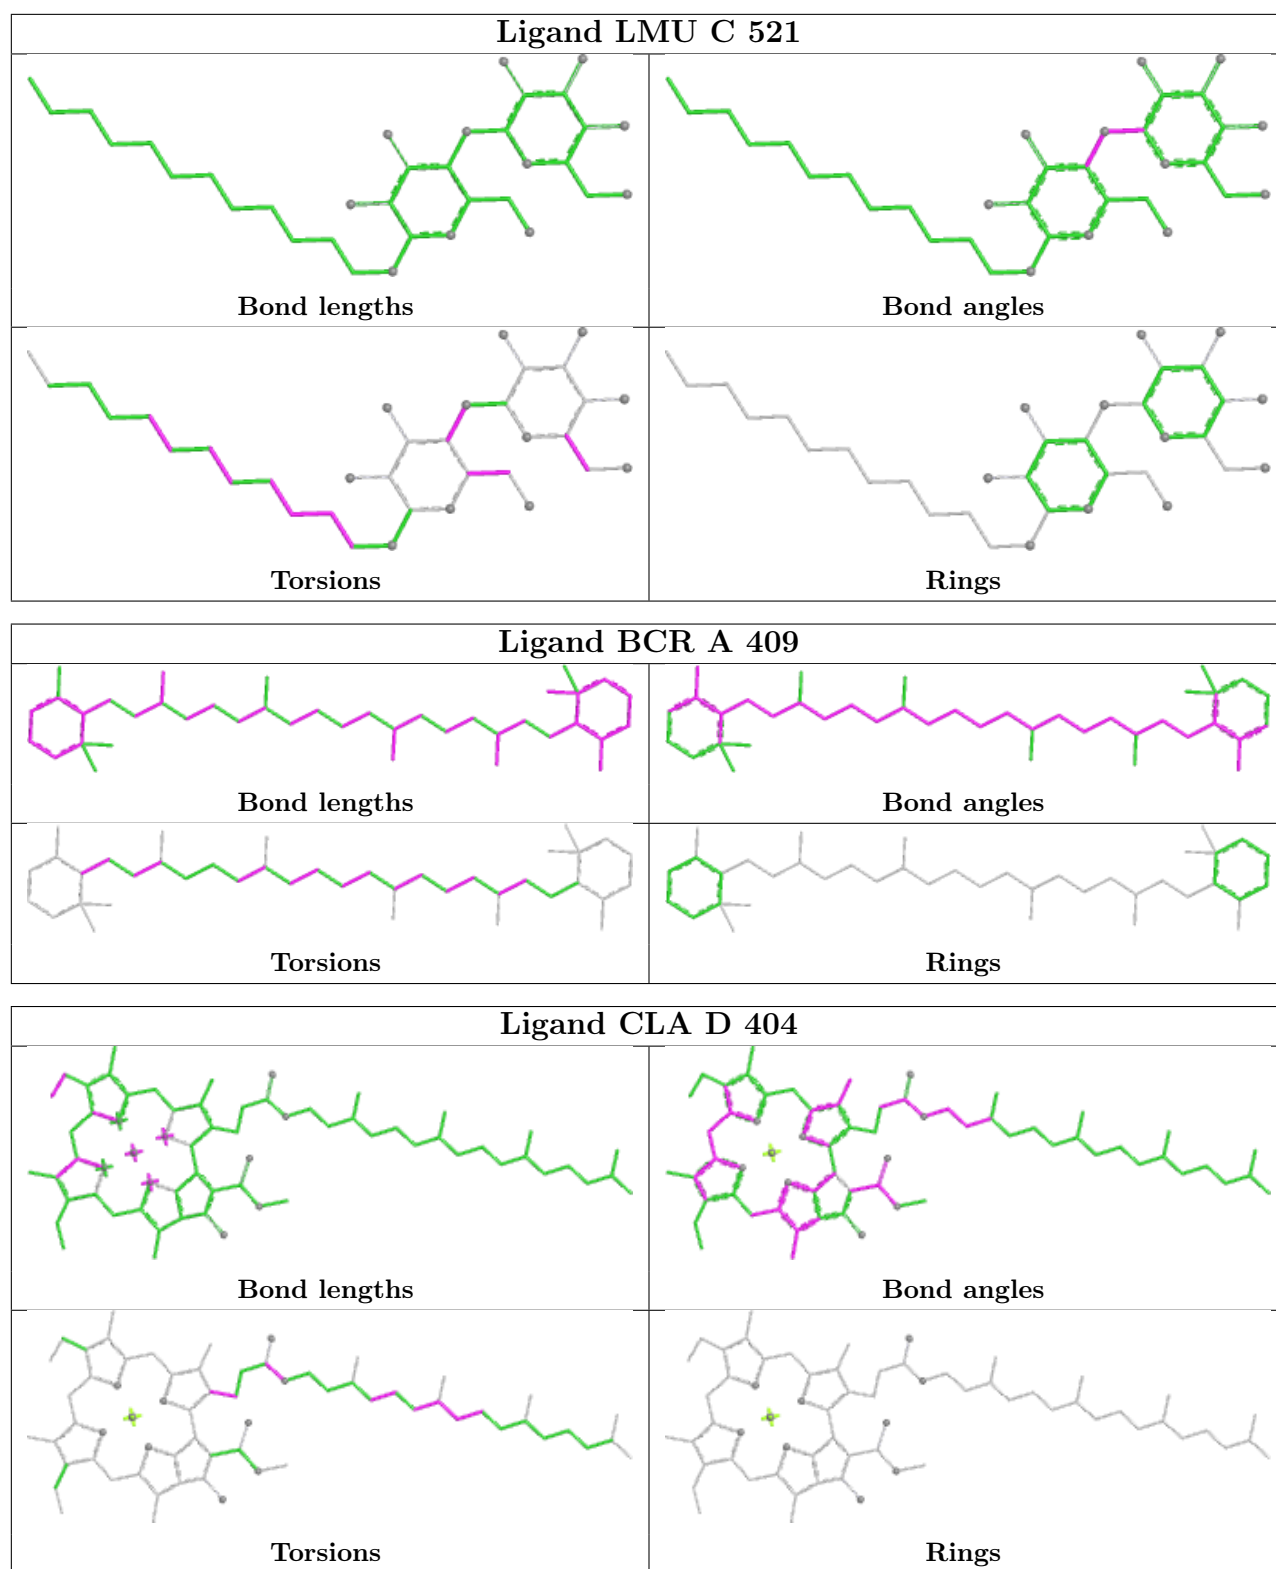 Ligand LMU C 521
Bond lengths
Bond angles
Torsions
Rings
Ligand BCR A 409
Bond lengths
Bond angles
Torsions
Rings
Ligand CLA D 404
Bond lengths
Bond angles
Torsions
Rings